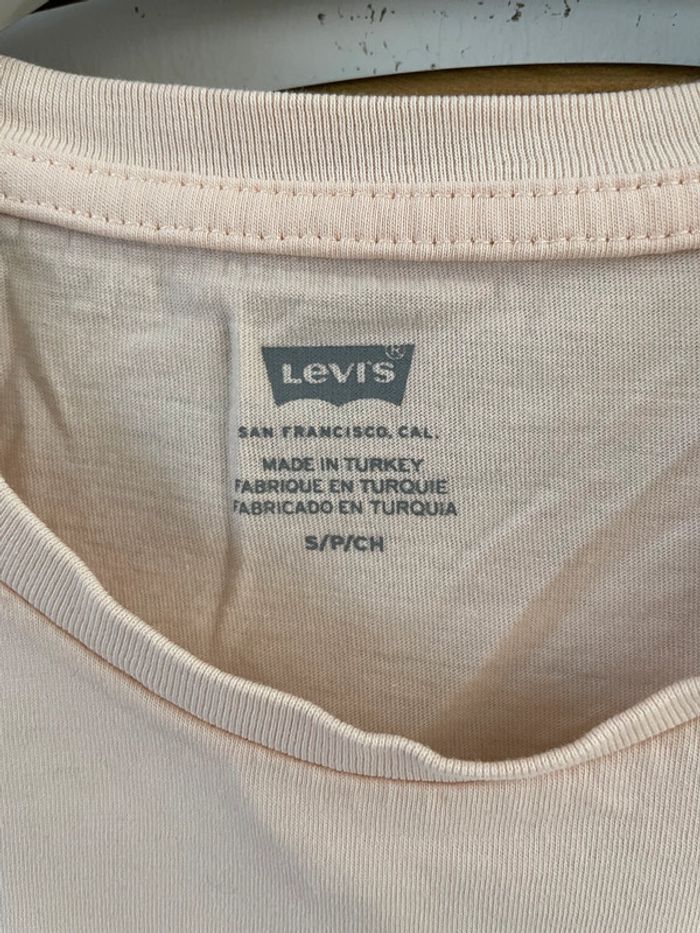 Levi's®
SAN FRANCISCO, CAL.
MADE IN TURKEY
FABRIQUE EN TURQUIE
FABRICADO EN TURQUIA
S/P/CH